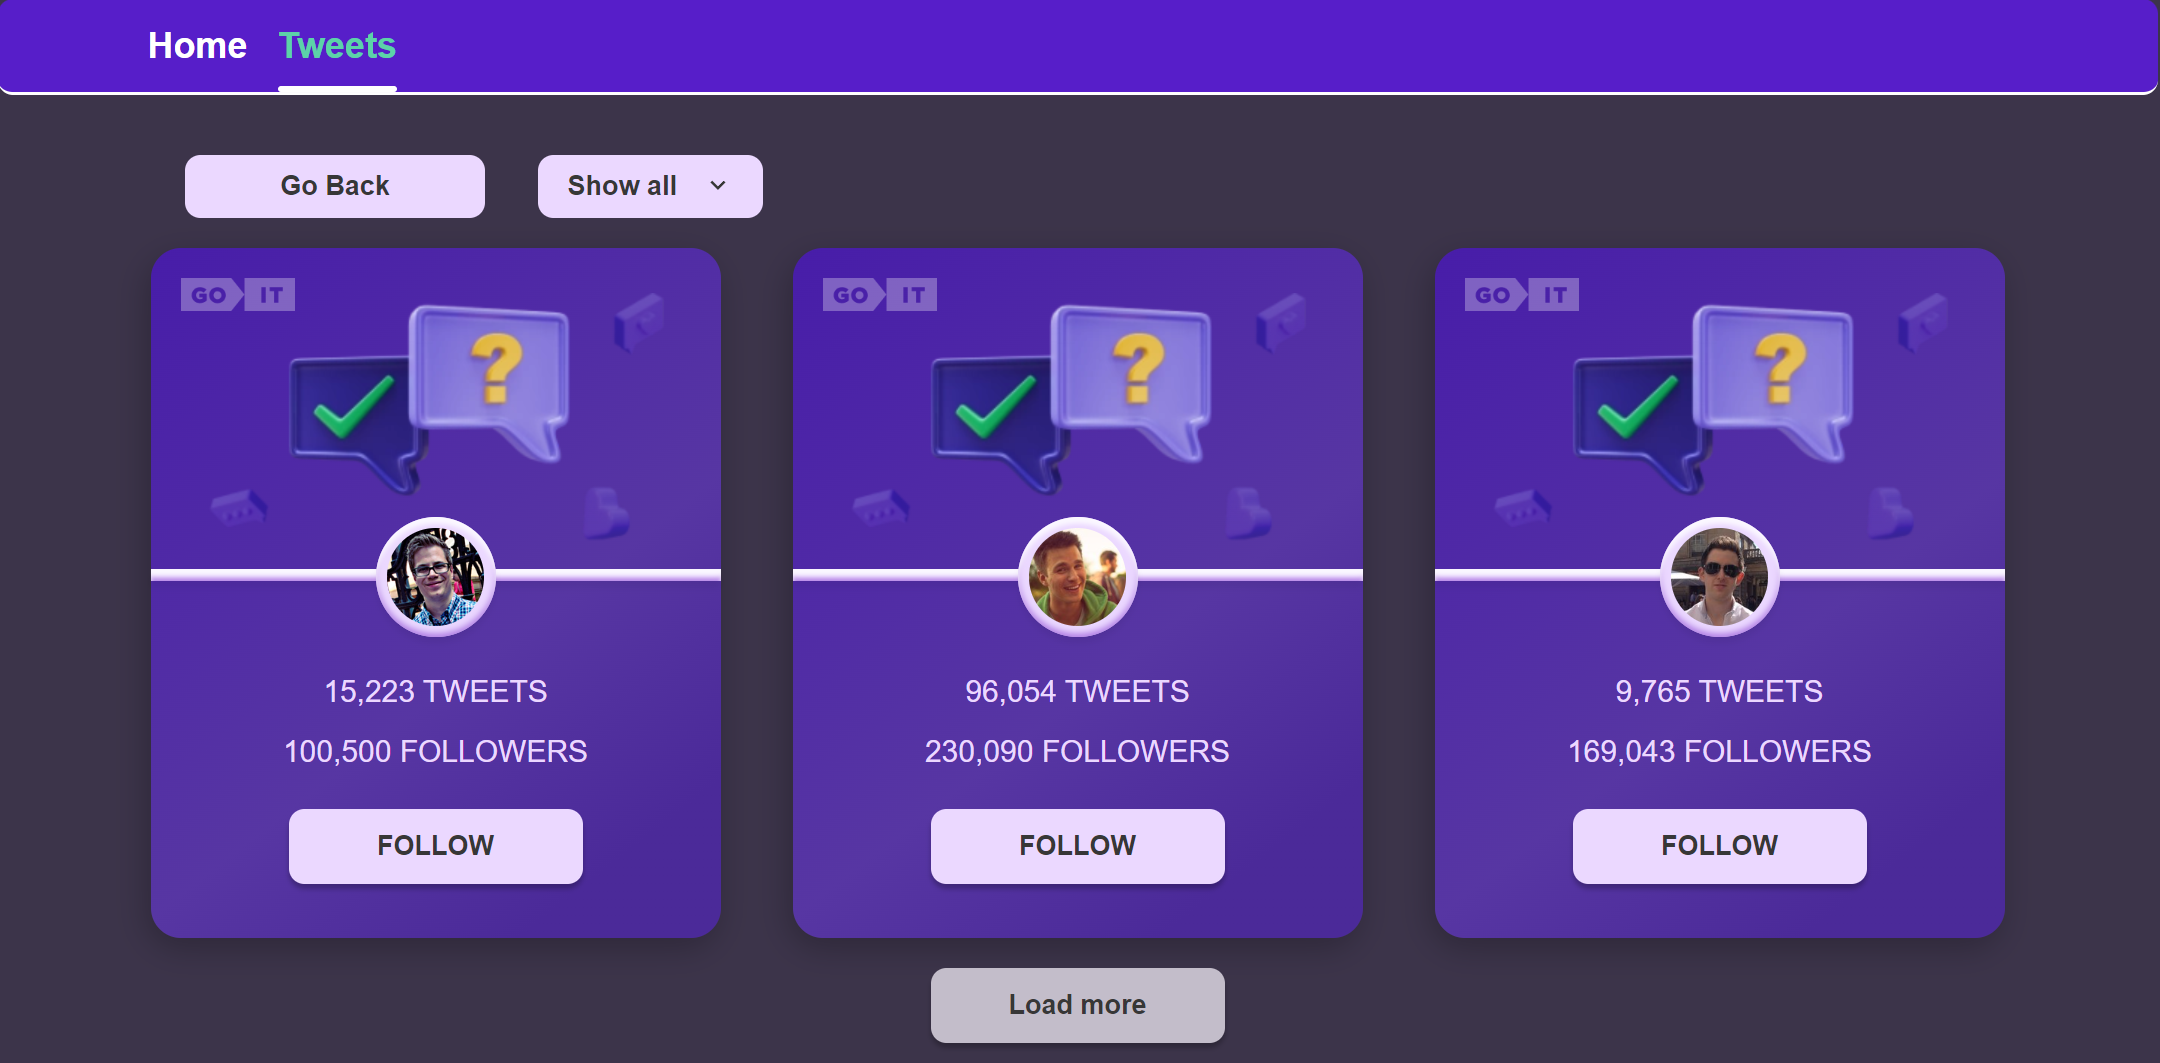 Home Tweets
Go Back Show all
GO IT
15,223 TWEETS
100,500 FOLLOWERS
FOLLOW
GO IT
96,054 TWEETS
230,090 FOLLOWERS
FOLLOW
GO IT
9,765 TWEETS
169,043 FOLLOWERS
FOLLOW
Load more